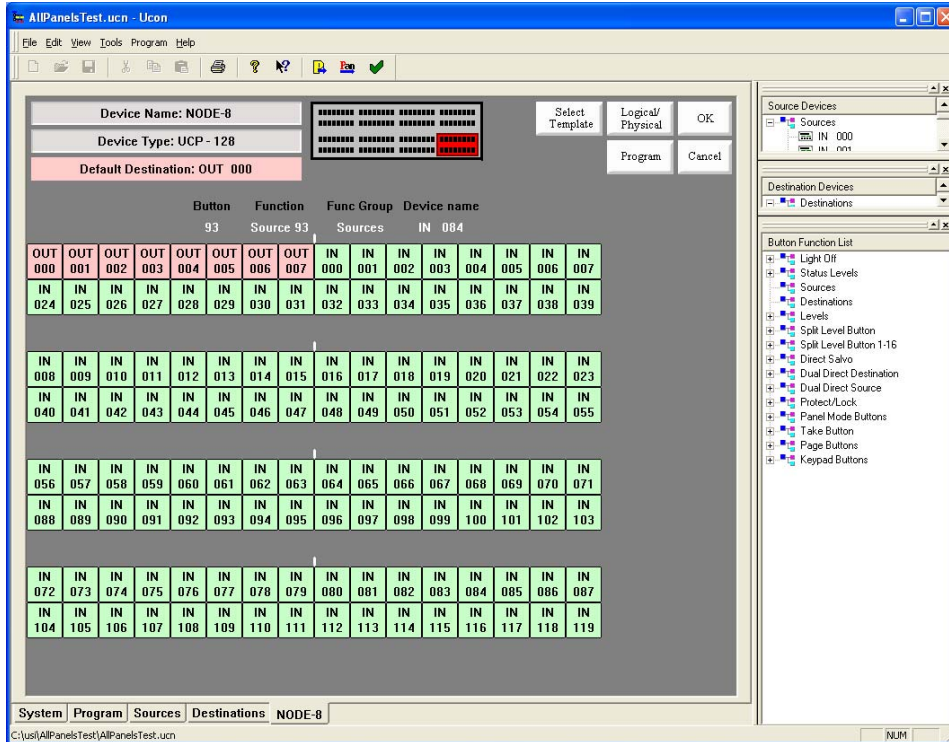 AllPanelsTest.ucn - Ucon
File Edit View Tools Program Help
Pan
Device Name: NODE-8
Device Type: UCP - 128
Default Destination: OUT 000
Select Template
Logical/ Physical
OK
Program
Cancel
Button Function Func Group Device name
93 Source 93 Sources IN 084
OUT OUT OUT OUT OUT OUT OUT OUT IN IN IN IN IN IN IN IN
000 001 002 003 004 005 006 007 000 001 002 003 004 005 006 007
IN IN IN IN IN IN IN IN IN IN IN IN IN IN IN IN
024 025 026 027 028 029 030 031 032 033 034 035 036 037 038 039
IN IN IN IN IN IN IN IN IN IN IN IN IN IN IN IN
008 009 010 011 012 013 014 015 016 017 018 019 020 021 022 023
IN IN IN IN IN IN IN IN IN IN IN IN IN IN IN IN
040 041 042 043 044 045 046 047 048 049 050 051 052 053 054 055
IN IN IN IN IN IN IN IN IN IN IN IN IN IN IN IN
056 057 058 059 060 061 062 063 064 065 066 067 068 069 070 071
IN IN IN IN IN IN IN IN IN IN IN IN IN IN IN IN
088 089 090 091 092 093 094 095 096 097 098 099 100 101 102 103
IN IN IN IN IN IN IN IN IN IN IN IN IN IN IN IN
072 073 074 075 076 077 078 079 080 081 082 083 084 085 086 087
IN IN IN IN IN IN IN IN IN IN IN IN IN IN IN IN
104 105 106 107 108 109 110 111 112 113 114 115 116 117 118 119
System Program Sources Destinations NODE-8
C:\usi\AllPanelsTest\AllPanelsTest.ucn
NUM
Source Devices
Sources
IN 000
IN 001
Destination Devices
Destinations
Button Function List
Light Off
Status Levels
Sources
Destinations
Levels
Split Level Button
Split Level Button 1-16
Direct Salvo
Dual Direct Destination
Dual Direct Source
Protect/Lock
Panel Mode Buttons
Take Button
Page Buttons
Keypad Buttons